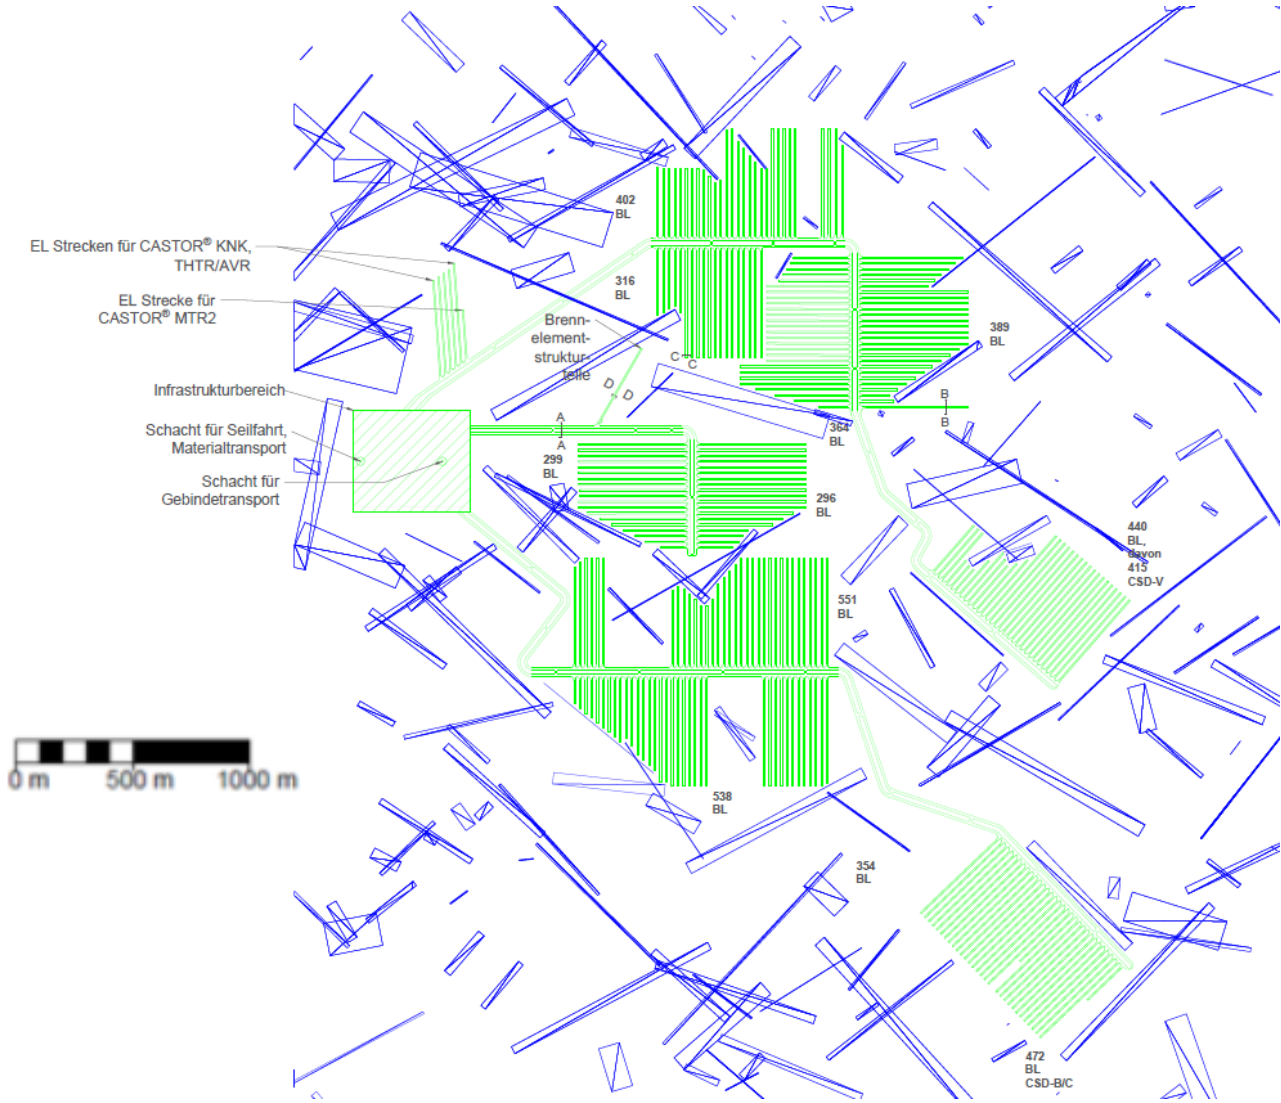 402
BL
EL Strecken für CASTOR® KNK,
THTR/AVR
316
BL
EL Strecke für
CASTOR® MTR2
Brenn-
element-
struktur-
teile
389
BL
C
C
Infrastrukturbereich
D
D
B
B
A
A
364
BL
Schacht für Seilfahrt,
Materialtransport
299
BL
Schacht für
Gebindetransport
296
BL
440
BL,
davon
415
CSD-V
551
BL
0 m
500 m
1000 m
538
BL
354
BL
472
BL
CSD-B/C